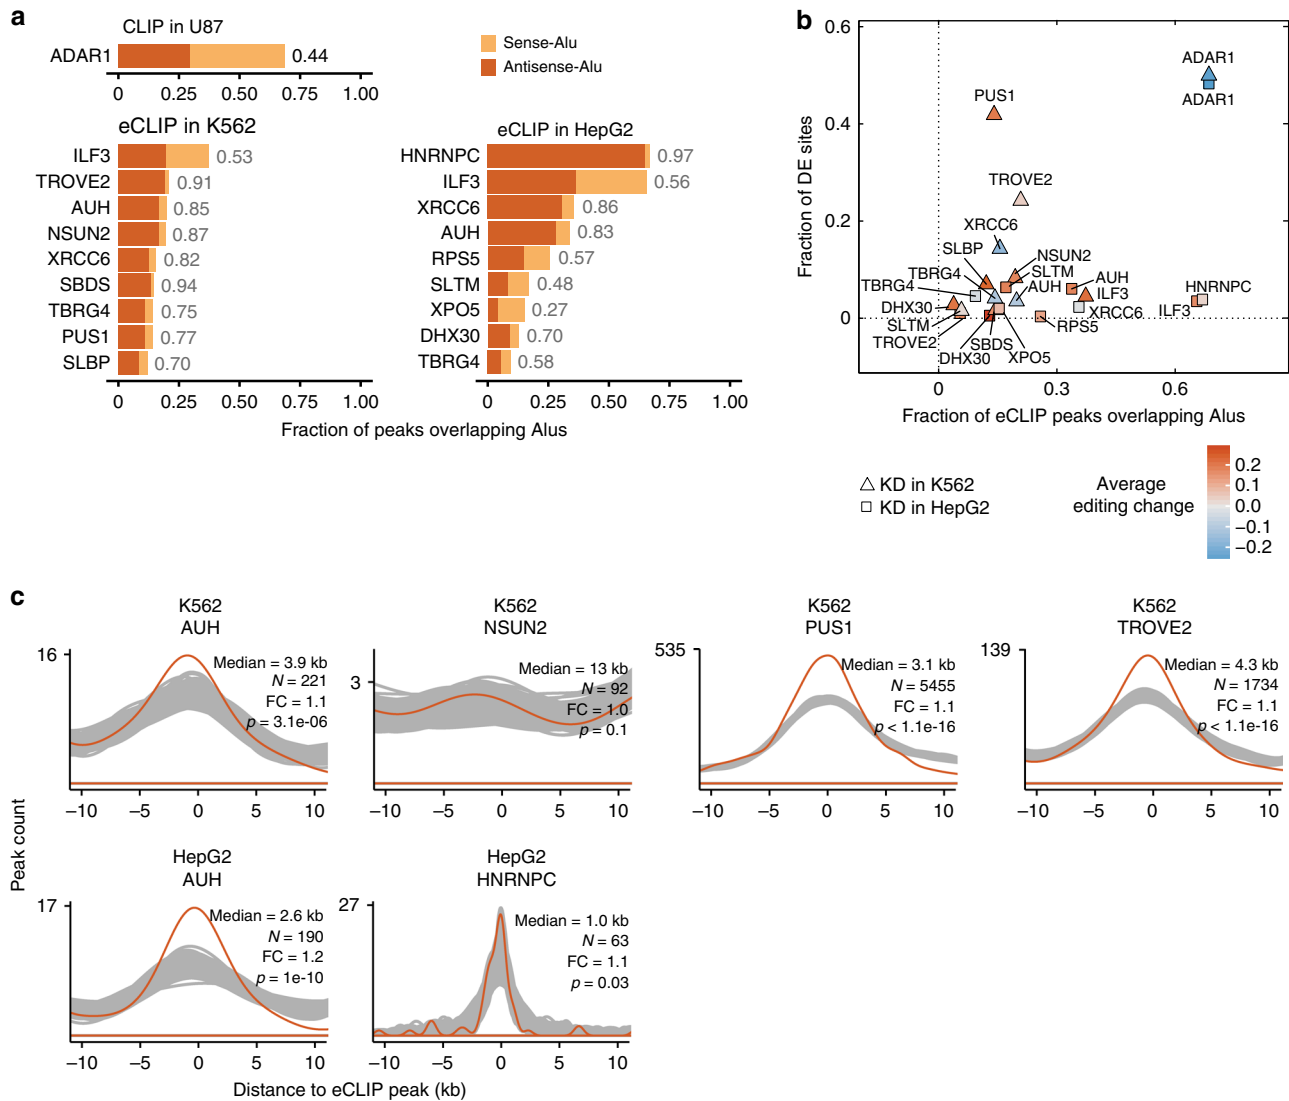 a
CLIP in U87
ADAR1
0.44
0 0.25 0.50 0.75 1.00
Sense-Alu
Antisense-Alu
eCLIP in K562
ILF3 0.53
TROVE2 0.91
AUH 0.85
NSUN2 0.87
XRCC6 0.82
SBDS 0.94
TBRG4 0.75
PUS1 0.77
SLBP 0.70
0 0.25 0.50 0.75 1.00
eCLIP in HepG2
HNRNPC 0.97
ILF3 0.56
XRCC6 0.86
AUH 0.83
RPS5 0.57
SLTM 0.48
XPO5 0.27
DHX30 0.70
TBRG4 0.58
0 0.25 0.50 0.75 1.00
Fraction of peaks overlapping Alus
b
Fraction of DE sites
0.6
0.4
0.2
0
ADAR1
ADAR1
PUS1
TROVE2
XRCC6
SLBP
NSUN2
TBRG4
SLTM
TBRG4
AUH
AUH
HNRNPC
DHX30
ILF3
ILF3
XRCC6
SLTM
RPS5
TROVE2
SBDS
DHX30
XPO5
0 0.3 0.6
Fraction of eCLIP peaks overlapping Alus
KD in K562
KD in HepG2
Average
editing change
0.2
0.1
0.0
−0.1
−0.2
c
Peak count
K562
AUH
16
Median = 3.9 kb
N = 221
FC = 1.1
p = 3.1e-06
−10 −5 0 5 10
K562
NSUN2
3
Median = 13 kb
N = 92
FC = 1.0
p = 0.1
−10 −5 0 5 10
K562
PUS1
535
Median = 3.1 kb
N = 5455
FC = 1.1
p < 1.1e-16
−10 −5 0 5 10
K562
TROVE2
139
Median = 4.3 kb
N = 1734
FC = 1.1
p < 1.1e-16
−10 −5 0 5 10
HepG2
AUH
17
Median = 2.6 kb
N = 190
FC = 1.2
p = 1e-10
−10 −5 0 5 10
HepG2
HNRNPC
27
Median = 1.0 kb
N = 63
FC = 1.1
p = 0.03
−10 −5 0 5 10
Distance to eCLIP peak (kb)